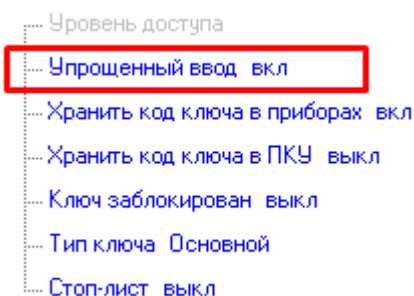 Уровень доступа
Упрощенный ввод вкл
Хранить код ключа в приборах вкл
Хранить код ключа в ПКУ выкл
Ключ заблокирован выкл
Тип ключа Основной
Стоп-лист выкл